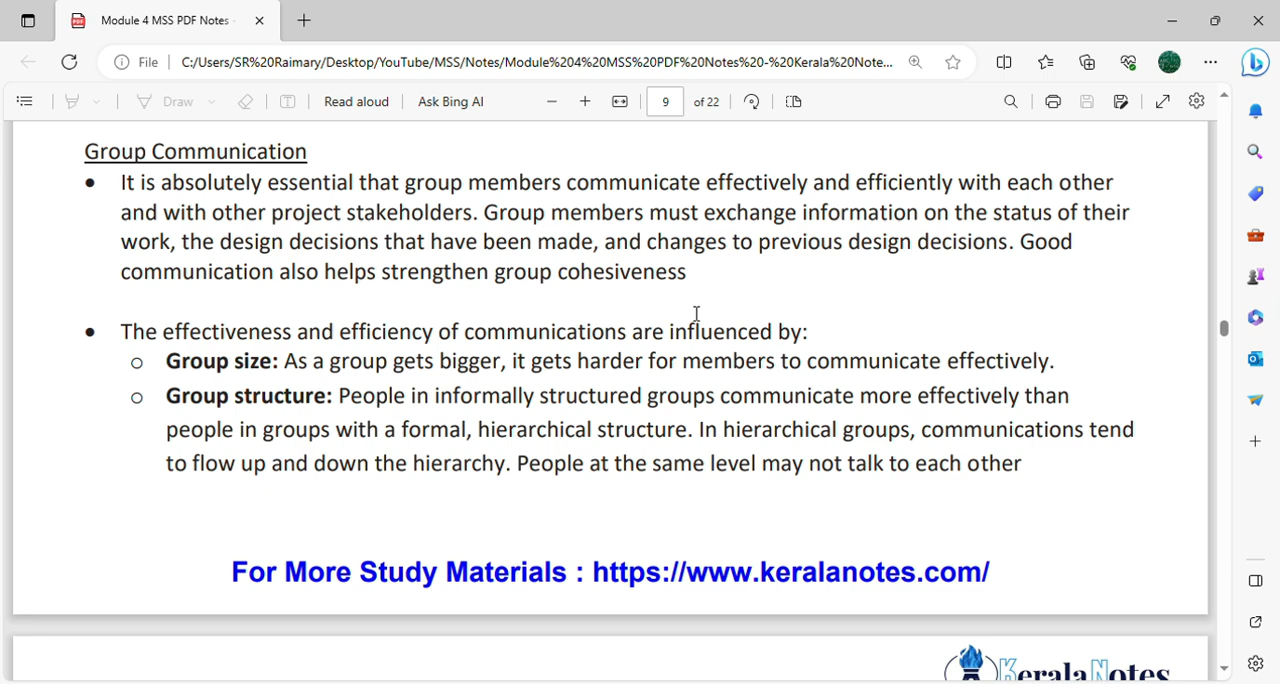 Module 4 MSS PDF Notes
File
C:/Users/SR%20Raimary/Desktop/YouTube/MSS/Notes/Module%204%20MSS%20PDF%20Notes%20-%20Kerala%20Note...
Draw
Read aloud
Ask Bing AI
9
of 22
Group Communication
• It is absolutely essential that group members communicate effectively and efficiently with each other
and with other project stakeholders. Group members must exchange information on the status of their
work, the design decisions that have been made, and changes to previous design decisions. Good
communication also helps strengthen group cohesiveness
• The effectiveness and efficiency of communications are influenced by:
o Group size: As a group gets bigger, it gets harder for members to communicate effectively.
o Group structure: People in informally structured groups communicate more effectively than
people in groups with a formal, hierarchical structure. In hierarchical groups, communications tend
to flow up and down the hierarchy. People at the same level may not talk to each other
For More Study Materials : https://www.keralanotes.com/
KeralaNotes